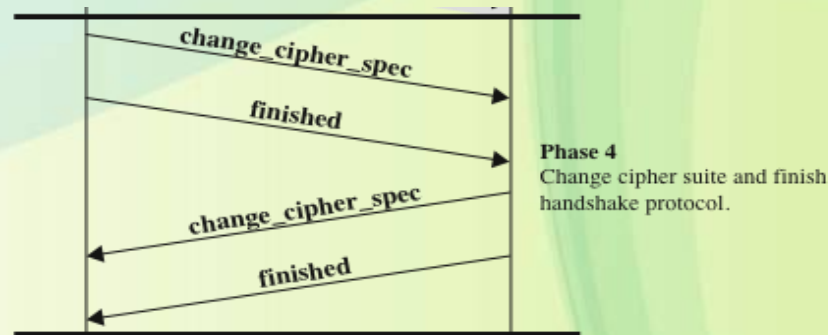 change_cipher_spec
finished
Phase 4
Change cipher suite and finish
handshake protocol.
change_cipher_spec
finished